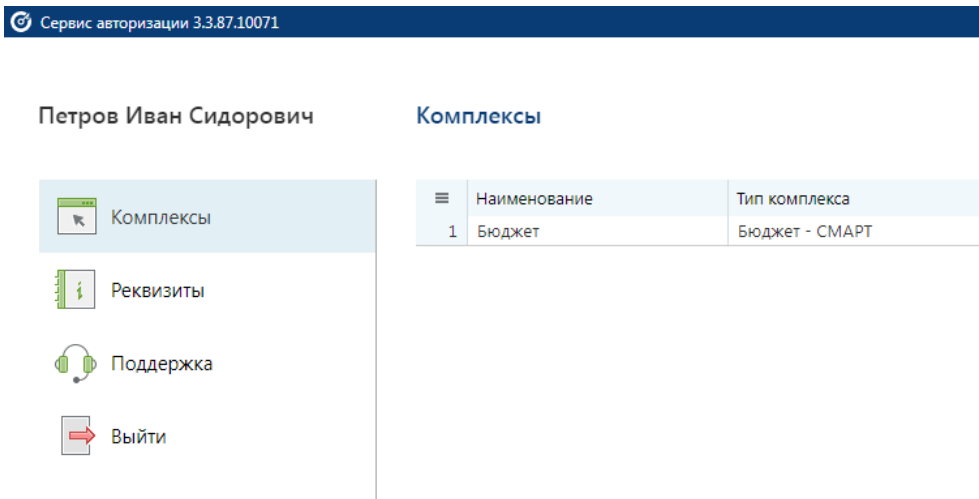 Сервис авторизации 3.3.87.10071
Петров Иван Сидорович
Комплексы
Комплексы
Реквизиты
Поддержка
Выйти
Наименование Тип комплекса
1 Бюджет Бюджет - СМАРТ